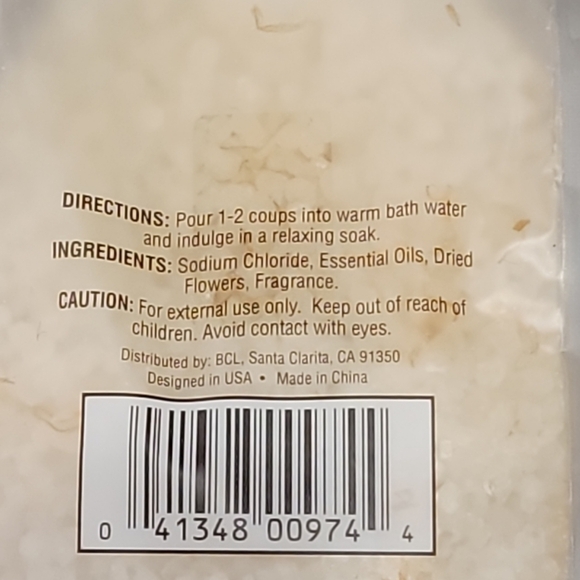 DIRECTIONS: Pour 1-2 coups into warm bath water
and indulge in a relaxing soak.
INGREDIENTS: Sodium Chloride, Essential Oils, Dried
Flowers, Fragrance.
CAUTION: For external use only. Keep out of reach of
children. Avoid contact with eyes.
Distributed by: BCL, Santa Clarita, CA 91350
Designed in USA • Made in China
0 41348 00974 4